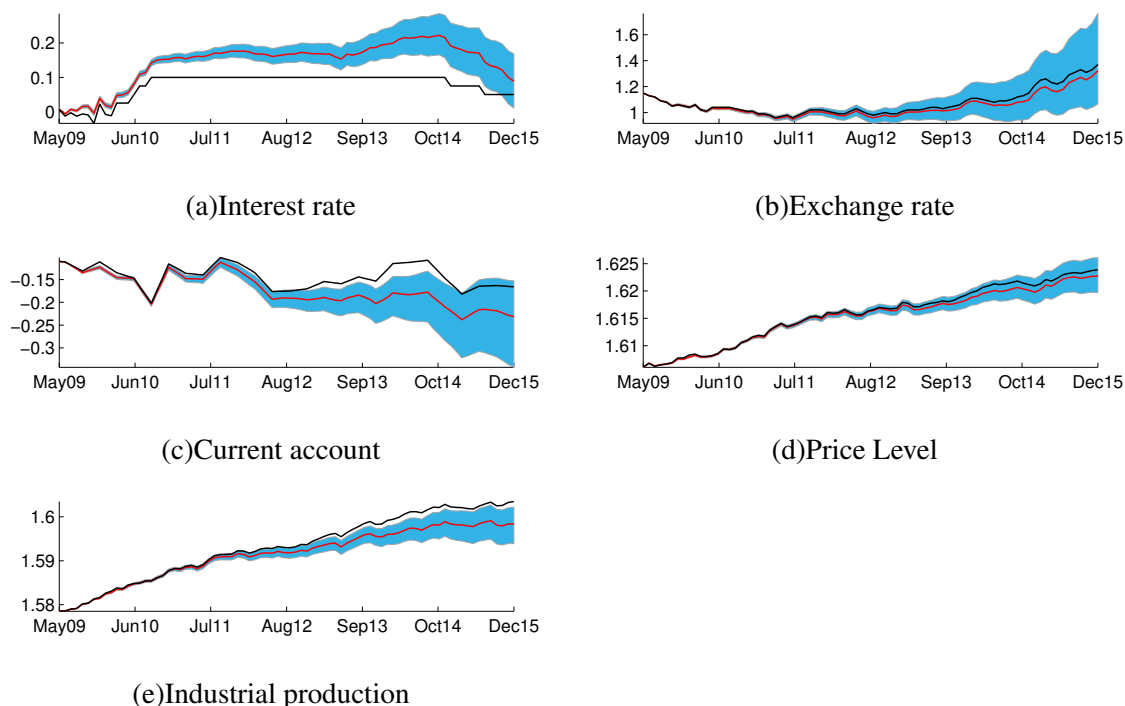 0.2
0.1
0
May09 Jun10 Jul11 Aug12 Sep13 Oct14 Dec15
(a)Interest rate
1.6
1.4
1.2
1
May09 Jun10 Jul11 Aug12 Sep13 Oct14 Dec15
(b)Exchange rate
−0.15
−0.2
−0.25
−0.3
May09 Jun10 Jul11 Aug12 Sep13 Oct14 Dec15
(c)Current account
1.625
1.62
1.615
1.61
May09 Jun10 Jul11 Aug12 Sep13 Oct14 Dec15
(d)Price Level
1.6
1.59
1.58
May09 Jun10 Jul11 Aug12 Sep13 Oct14 Dec15
(e)Industrial production